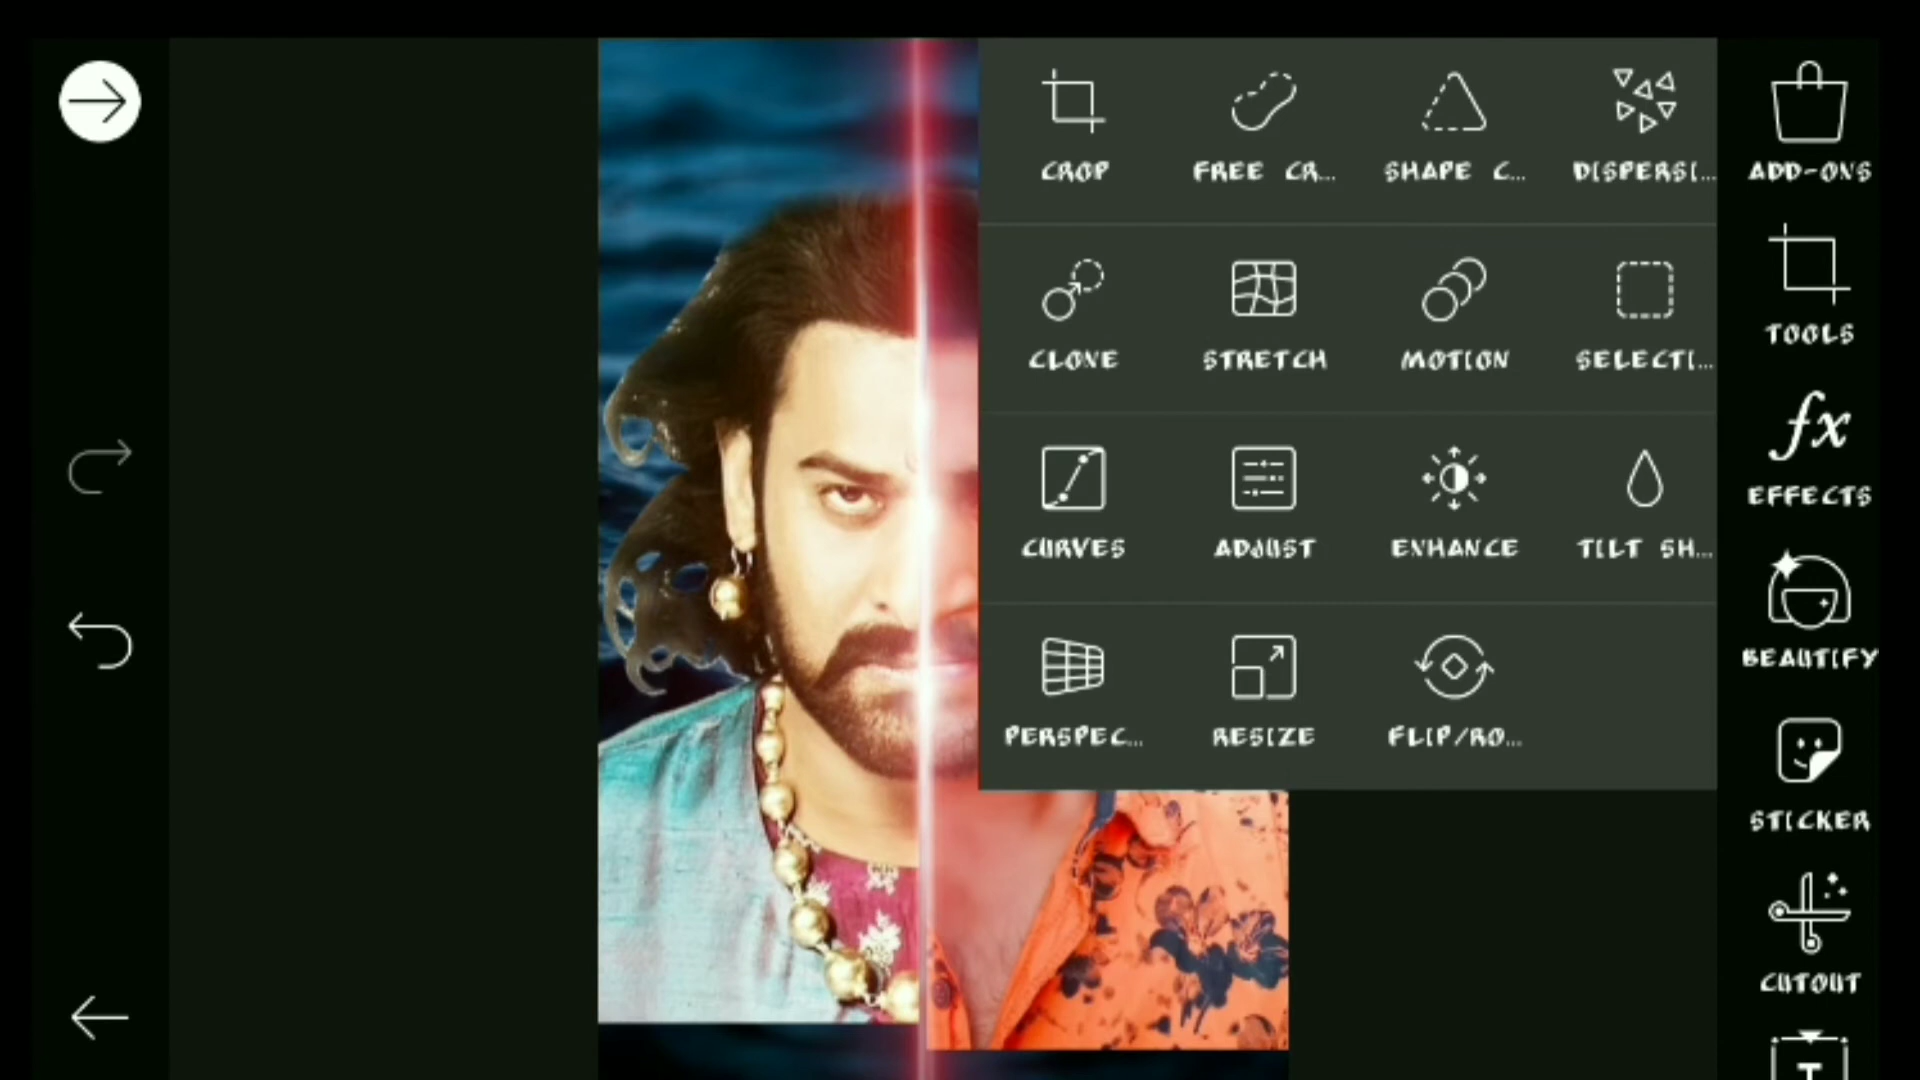 CROP FREE CR... SHAPE C... DISPERSI...
CLONE STRETCH MOTION SELECTI...
CURVES ADJUST ENHANCE TILT SH...
PERSPEC... RESIZE FLIP/RO...
ADD-ONS
TOOLS
fx
EFFECTS
BEAUTIFY
STICKER
CUTOUT
T